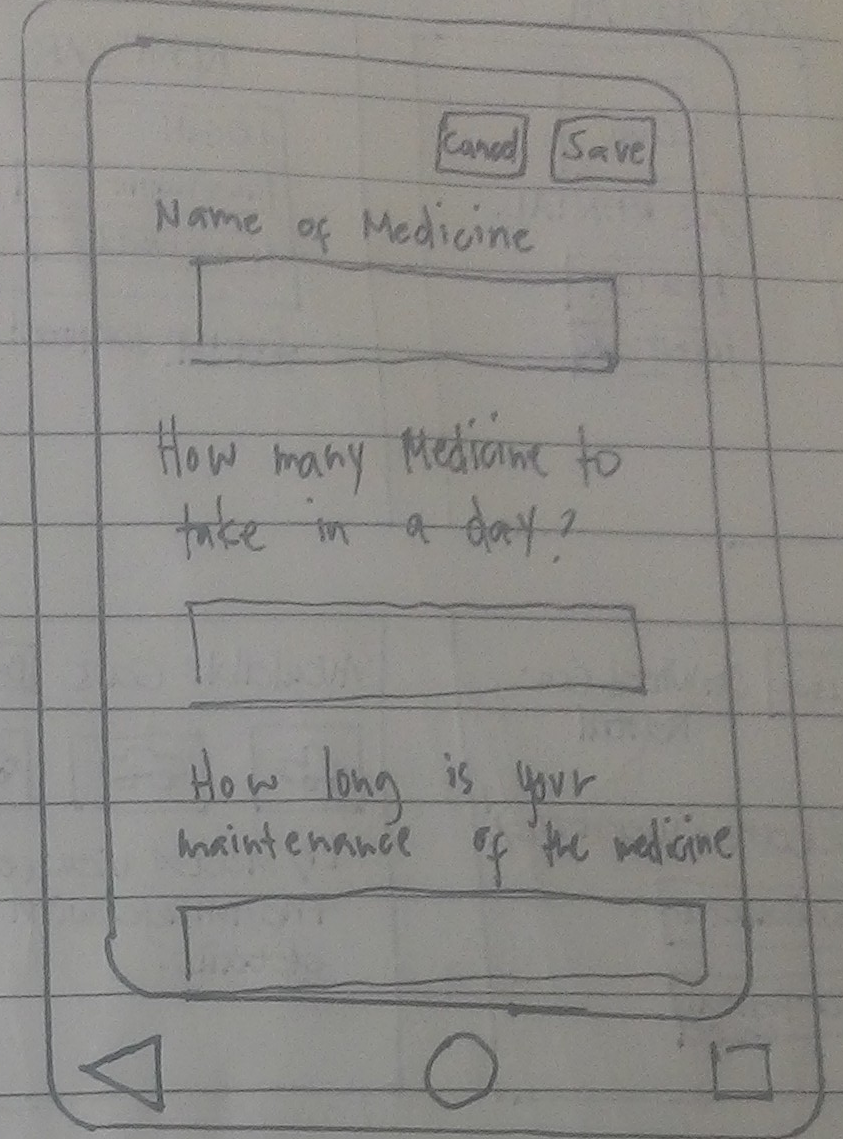 Cancel Save
Name of Medicine
How many Medicine to
take in a day?
How long is your
maintenance of the medicine